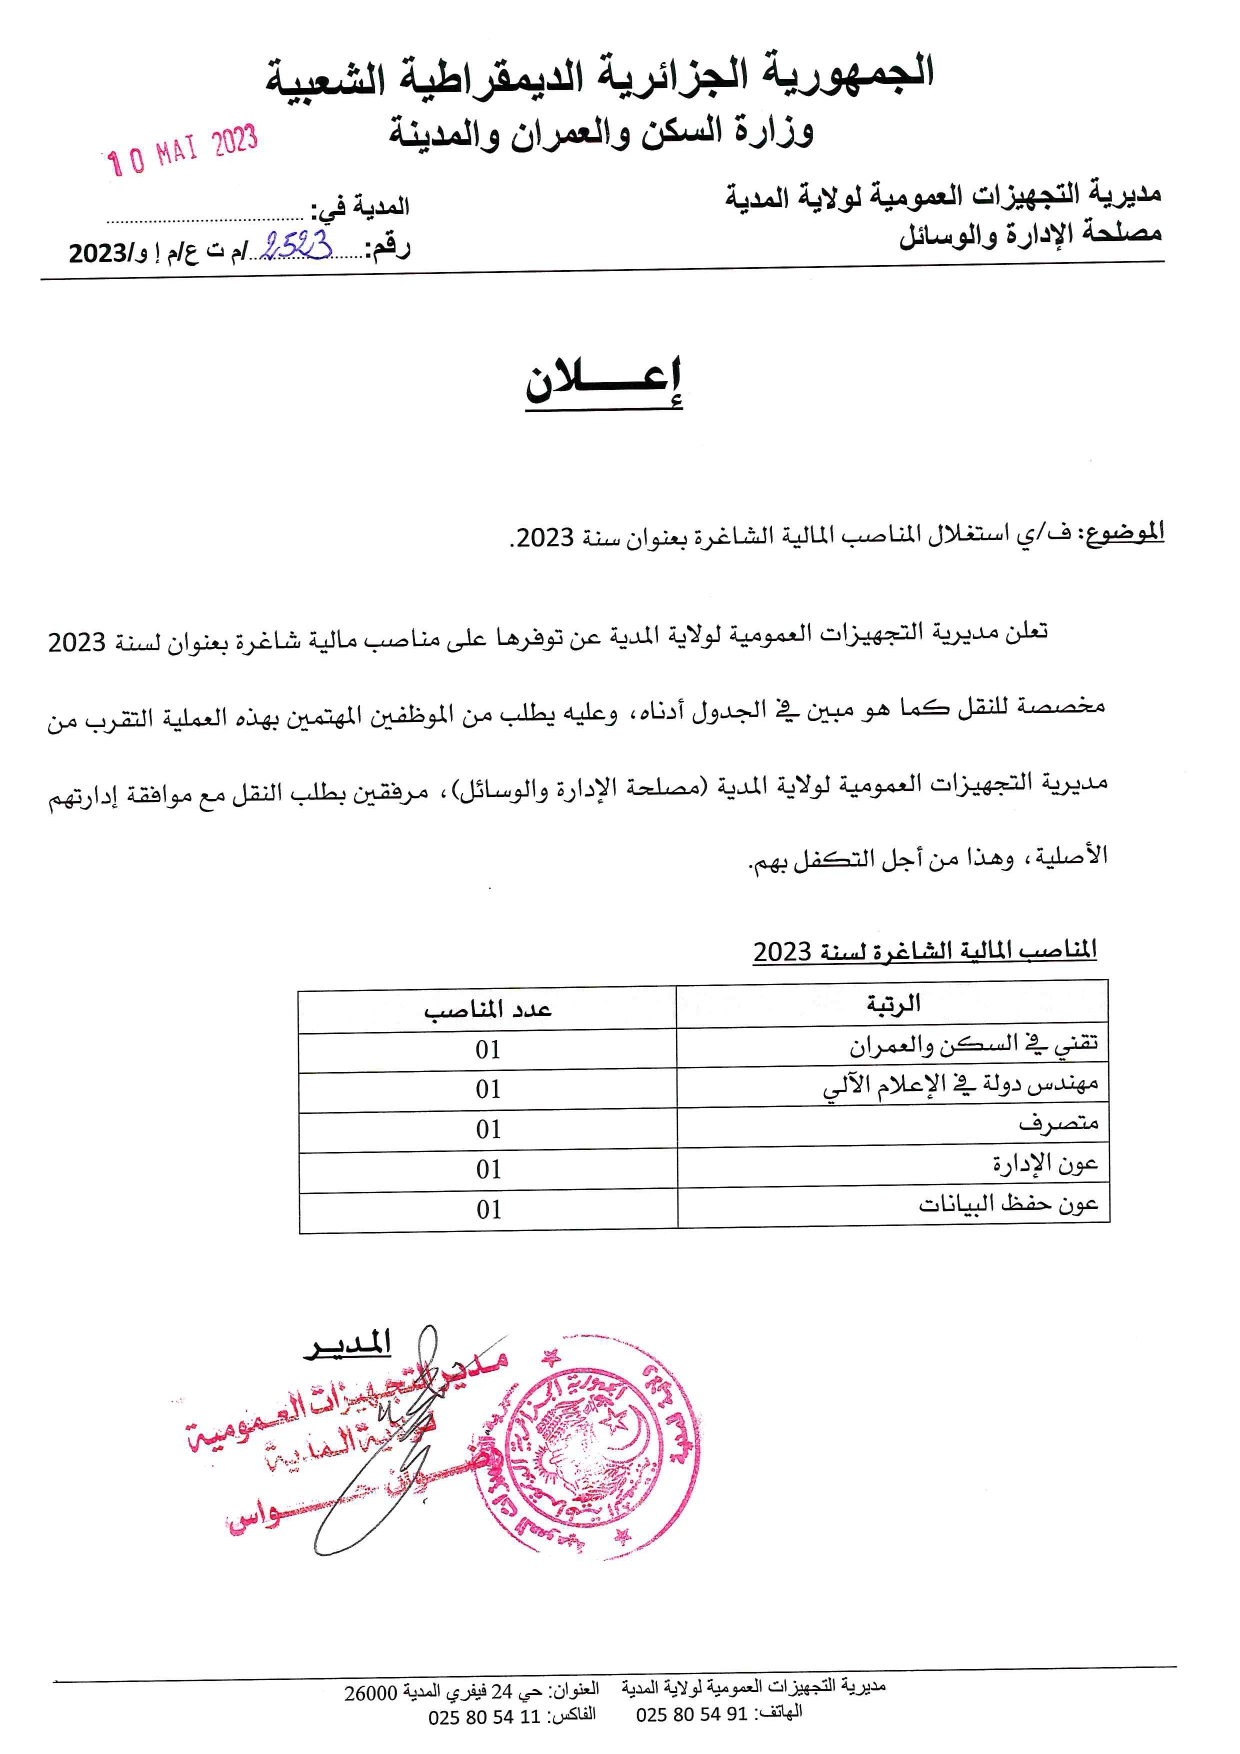 الجمهورية الجزائرية الديمقراطية الشعبية
وزارة السكن والعمران والمدينة
10 MAI 2023
مديرية التجهيزات العمومية لولاية المدية
المدية في: ........................................
مصلحة الإدارة والوسائل
رقم:......2523....../م ت ع/م إ و/2023
إعـــــلان
الموضوع: ف/ي استغلال المناصب المالية الشاغرة بعنوان سنة 2023.
تعلن مديرية التجهيزات العمومية لولاية المدية عن توفرها على مناصب مالية شاغرة بعنوان لسنة 2023
مخصصة للنقل كما هو مبين في الجدول أدناه، وعليه يطلب من الموظفين المهتمين بهذه العملية التقرب من
مديرية التجهيزات العمومية لولاية المدية (مصلحة الإدارة والوسائل)، مرفقين بطلب النقل مع موافقة إدارتهم
الأصلية، وهذا من أجل التكفل بهم.
المناصب المالية الشاغرة لسنة 2023
الرتبة عدد المناصب
تقني في السكن والعمران 01
مهندس دولة في الإعلام الآلي 01
متصرف 01
عون الإدارة 01
عون حفظ البيانات 01
المديـر
مدير التجهيزات العمومية
لولاية المدية
رضـوان حـــواس
مديرية التجهيزات العمومية لولاية المدية العنوان: حي 24 فيفري المدية 26000
الهاتف: 91 54 80 025 الفاكس: 11 54 80 025